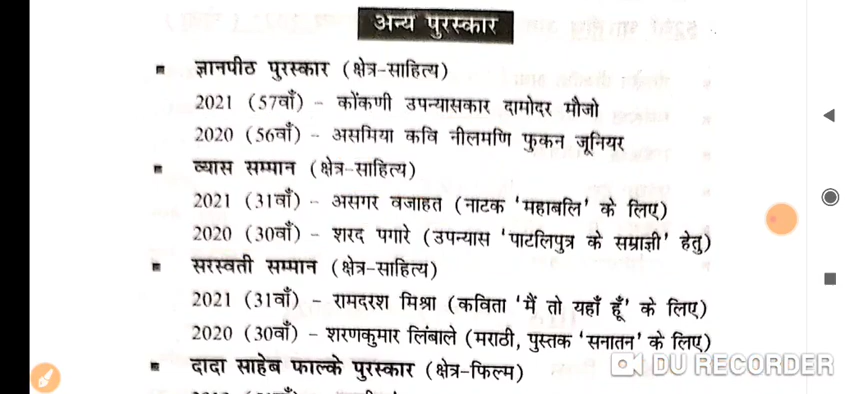 अन्य पुरस्कार
▪ ज्ञानपीठ पुरस्कार (क्षेत्र-साहित्य)
2021 (57वाँ) - कोंकणी उपन्यासकार दामोदर मौजो
2020 (56वाँ) - असमिया कवि नीलमणि फुकन जूनियर
▪ व्यास सम्मान (क्षेत्र-साहित्य)
2021 (31वाँ) - असगर वजाहत (नाटक 'महाबलि' के लिए)
2020 (30वाँ) - शरद पगारे (उपन्यास 'पाटलिपुत्र के सम्राज्ञी' हेतु)
▪ सरस्वती सम्मान (क्षेत्र-साहित्य)
2021 (31वाँ) - रामदरश मिश्रा (कविता 'मैं तो यहाँ हूँ' के लिए)
2020 (30वाँ) - शरणकुमार लिंबाले (मराठी, पुस्तक 'सनातन' के लिए)
▪ दादा साहेब फाल्के पुरस्कार (क्षेत्र-फिल्म)
DU RECORDER